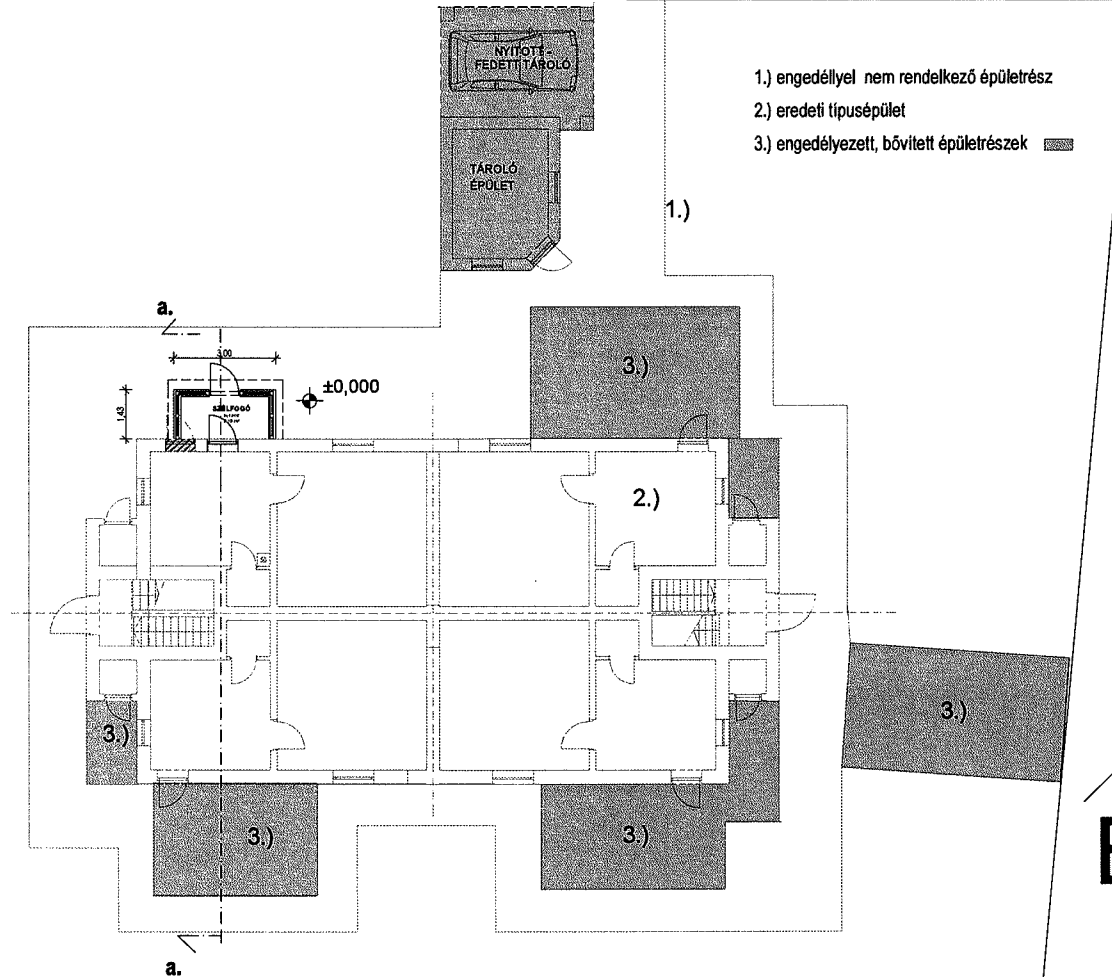 NYITOTT -
FEDETT TÁROLÓ
1.) engedéllyel nem rendelkező épületrész
2.) eredeti típusépület
3.) engedélyezett, bővített épületrészek
TÁROLÓ
ÉPÜLET
1.)
a.
3,00
3.)
±0,000
1,43
SZÉLFOGÓ
2.)
50
3.)
3.)
3.)
3.)
E
a.